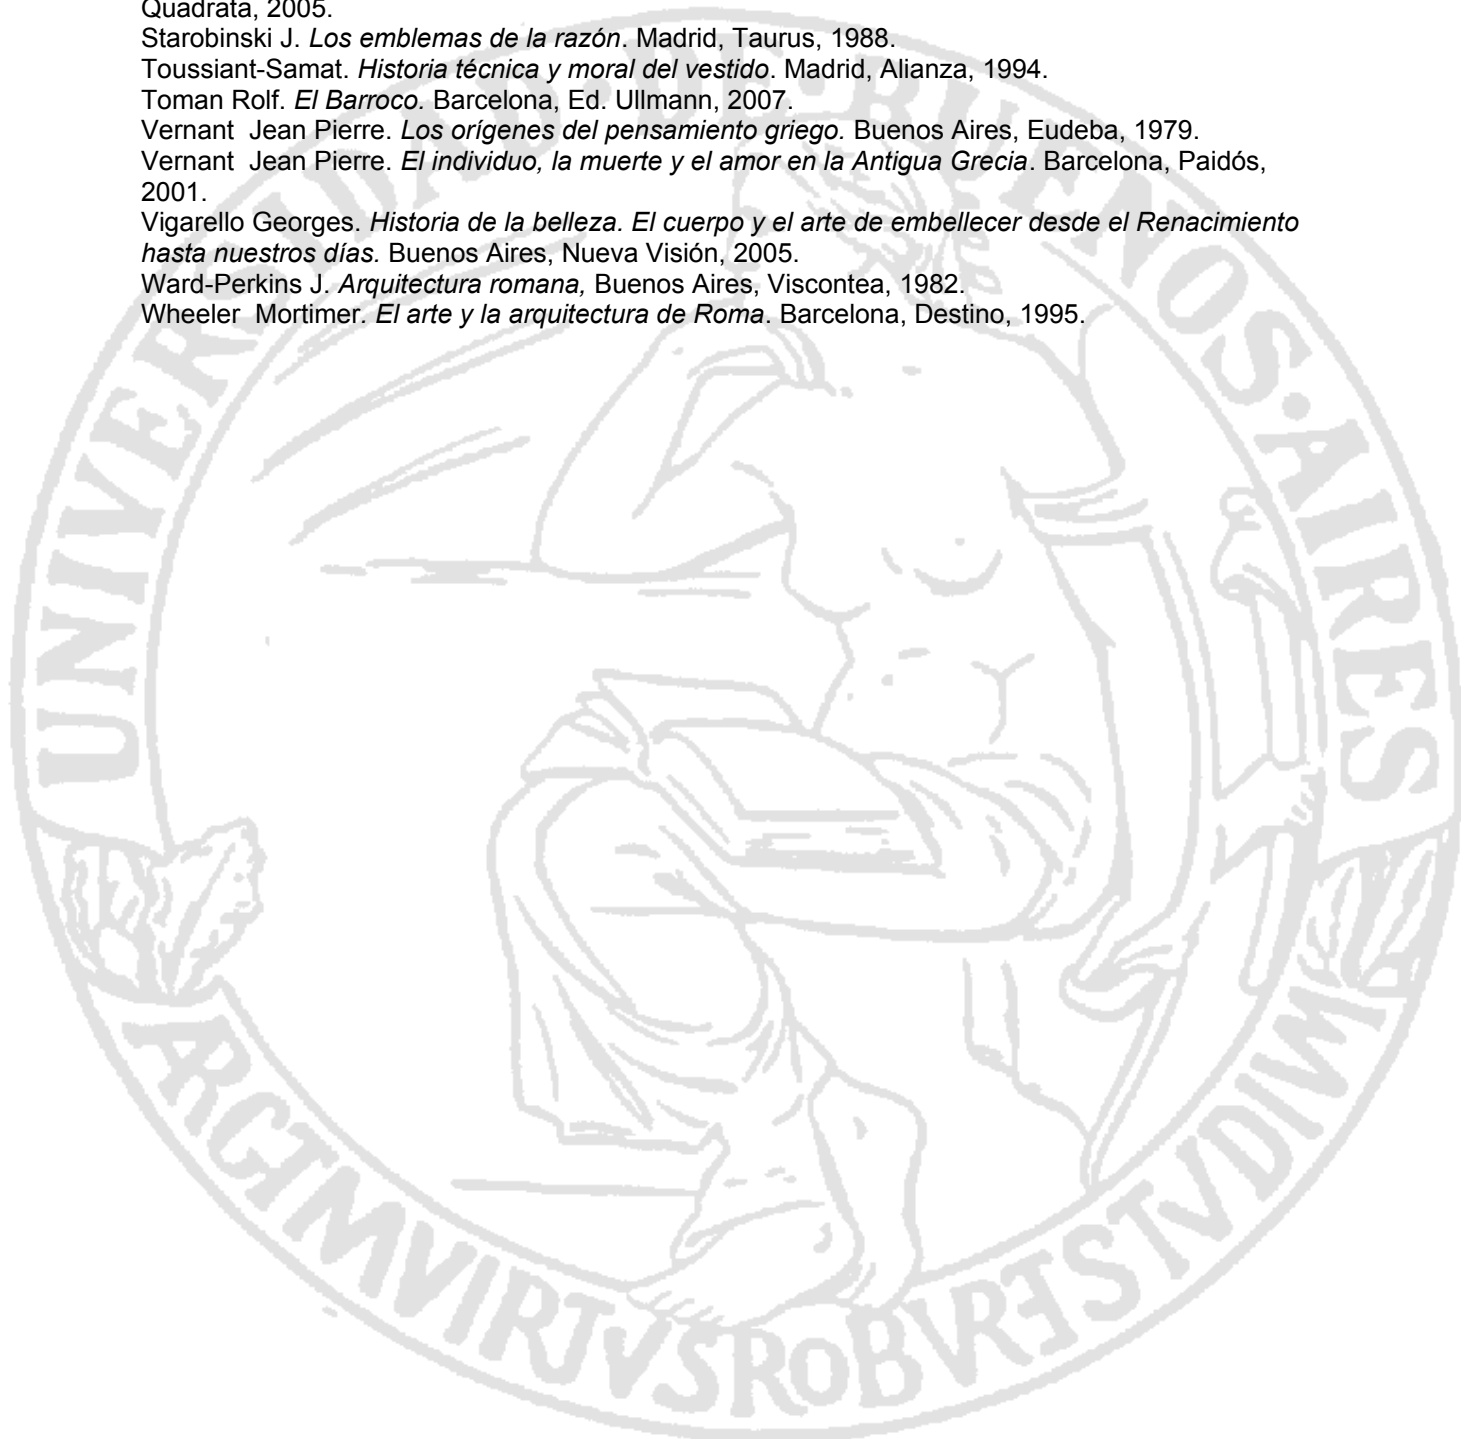 Quadrata, 2005.
Starobinski J. Los emblemas de la razón. Madrid, Taurus, 1988.
Toussiant-Samat. Historia técnica y moral del vestido. Madrid, Alianza, 1994.
Toman Rolf. El Barroco. Barcelona, Ed. Ullmann, 2007.
Vernant  Jean Pierre. Los orígenes del pensamiento griego. Buenos Aires, Eudeba, 1979.
Vernant  Jean Pierre. El individuo, la muerte y el amor en la Antigua Grecia. Barcelona, Paidós,
2001.
Vigarello Georges. Historia de la belleza. El cuerpo y el arte de embellecer desde el Renacimiento
hasta nuestros días. Buenos Aires, Nueva Visión, 2005.
Ward-Perkins J. Arquitectura romana, Buenos Aires, Viscontea, 1982.
Wheeler  Mortimer. El arte y la arquitectura de Roma. Barcelona, Destino, 1995.
UNIVERSIDAD·DE·BUENOS·AIRES
ARGTMVIRTVSROBVRETSTVDIVM